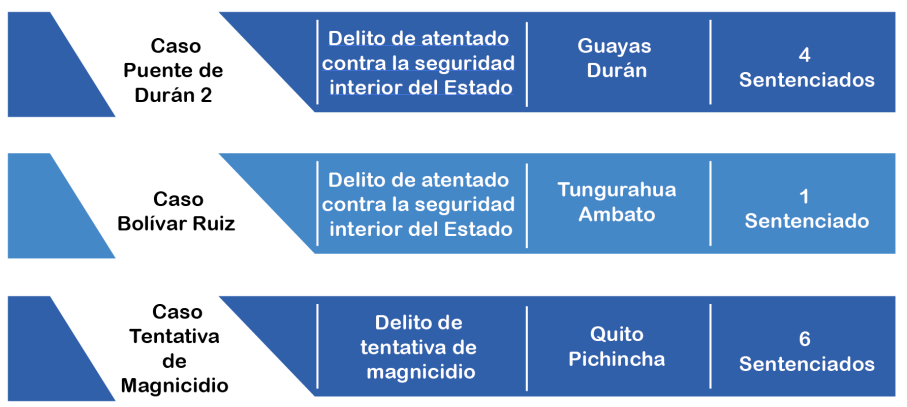 Caso
Puente de
Durán 2
Delito de atentado
contra la seguridad
interior del Estado
Guayas
Durán
4
Sentenciados
Caso
Bolívar Ruiz
Delito de atentado
contra la seguridad
interior del Estado
Tungurahua
Ambato
1
Sentenciado
Caso
Tentativa
de
Magnicidio
Delito de
tentativa de
magnicidio
Quito
Pichincha
6
Sentenciados